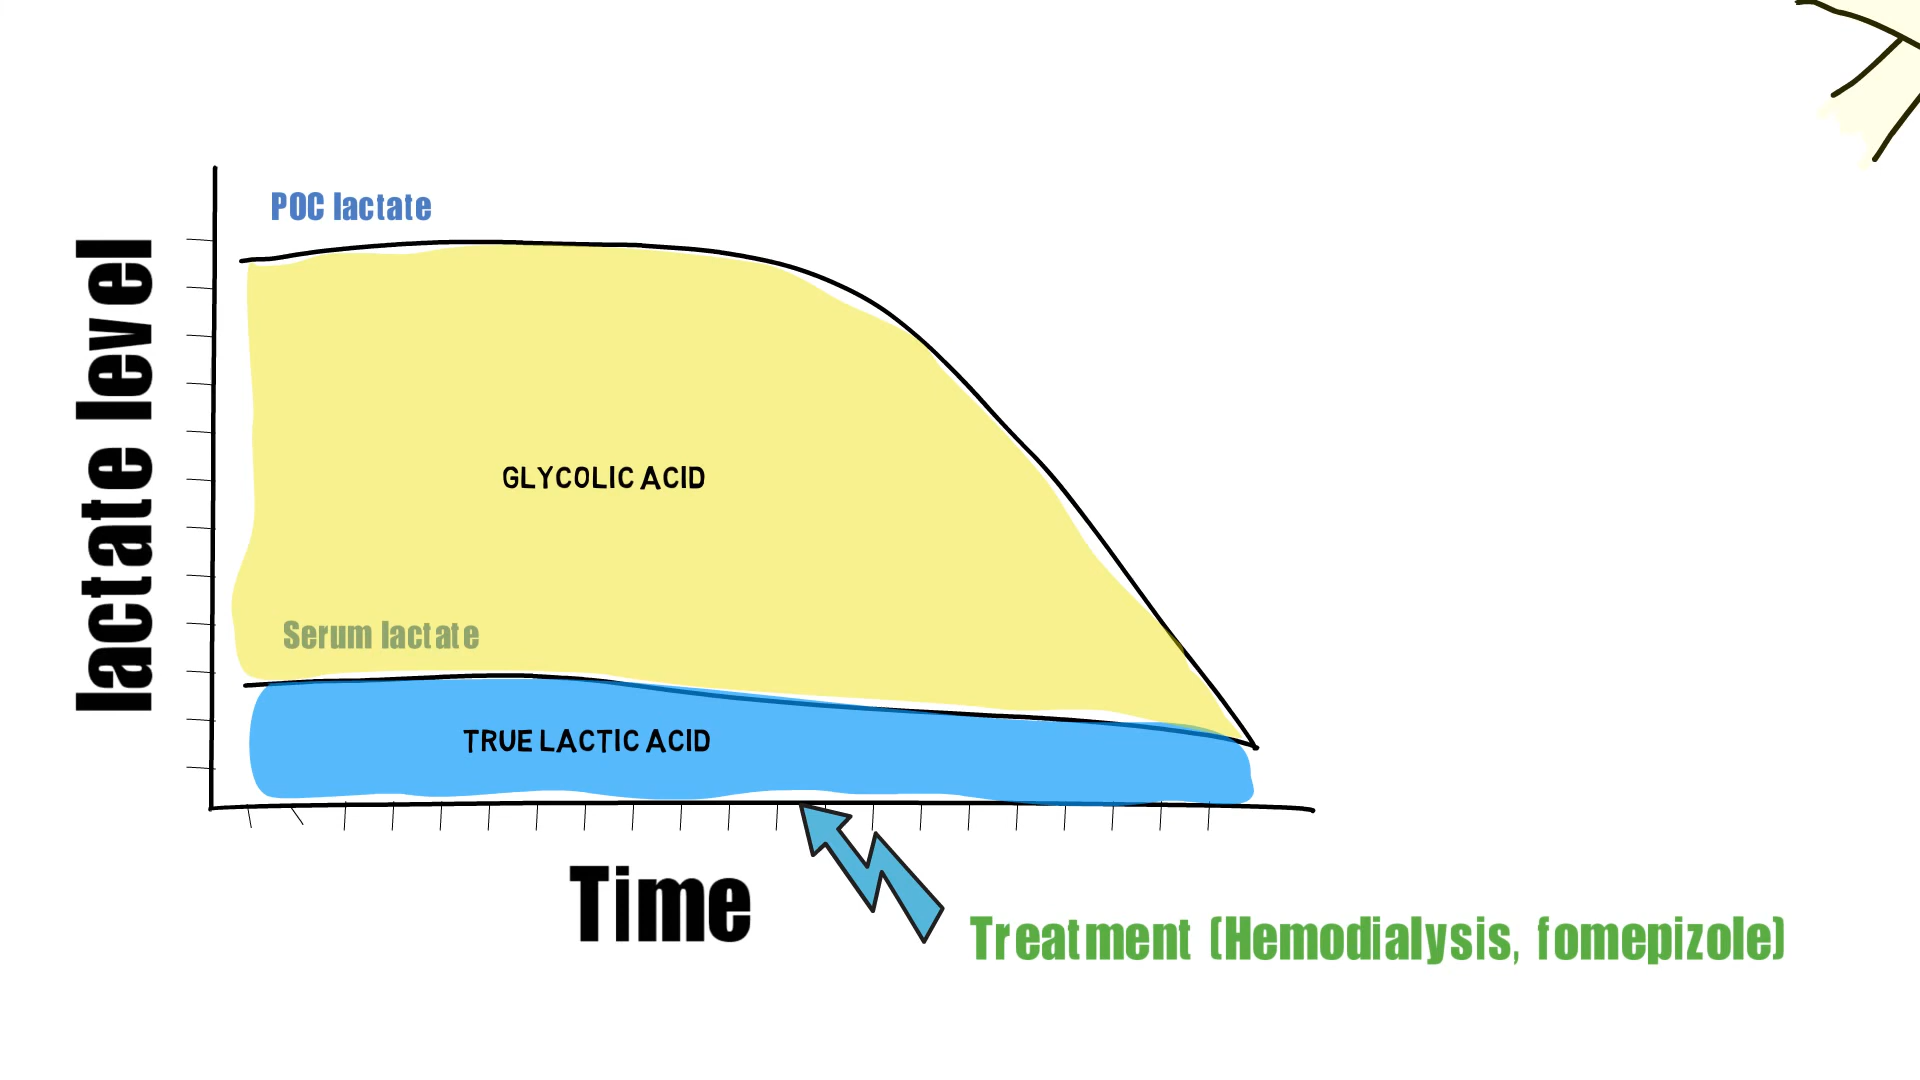 POC lactate
lactate level
GLYCOLIC ACID
Serum lactate
TRUE LACTIC ACID
Time
Treatment (Hemodialysis, fomepizole)